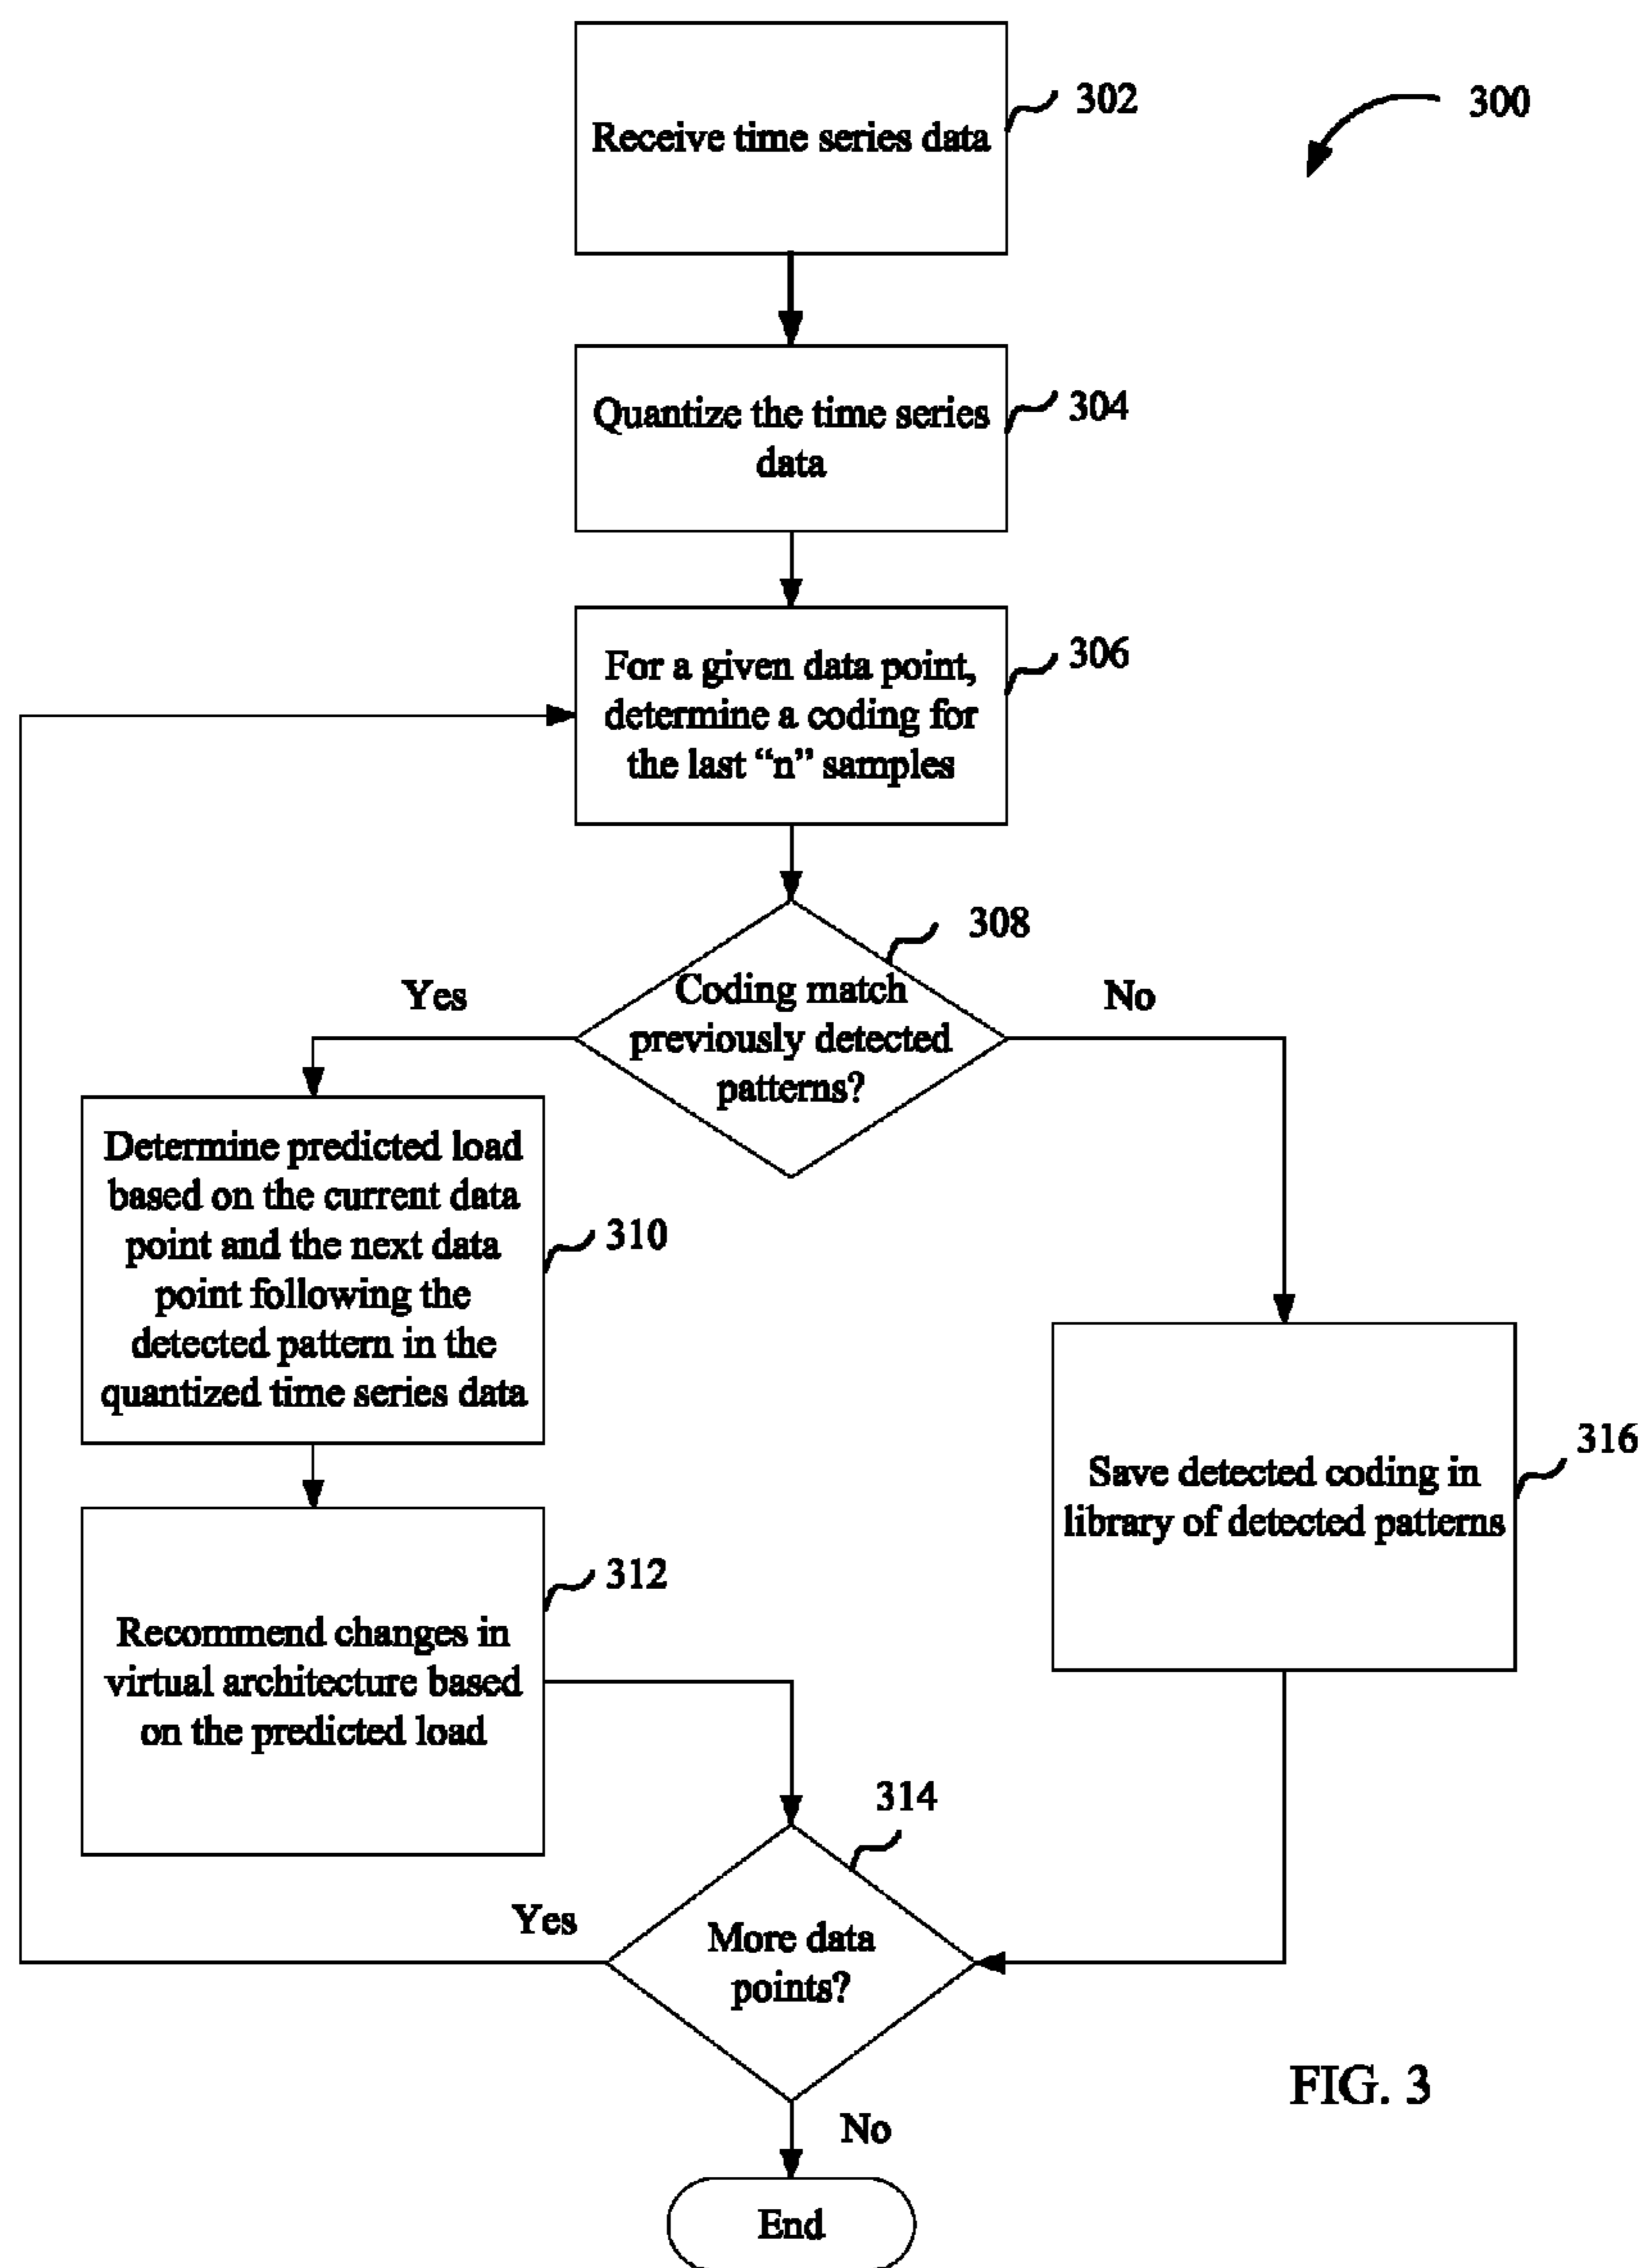 Receive time series data
302
300
Quantize the time series
data
304
For a given data point,
determine a coding for
the last “n” samples
306
308
Coding match
previously detected
patterns?
Yes
No
Determine predicted load
based on the current data
point and the next data
point following the
detected pattern in the
quantized time series data
310
Save detected coding in
library of detected patterns
316
Recommend changes in
virtual architecture based
on the predicted load
312
314
More data
points?
Yes
No
End
FIG. 3